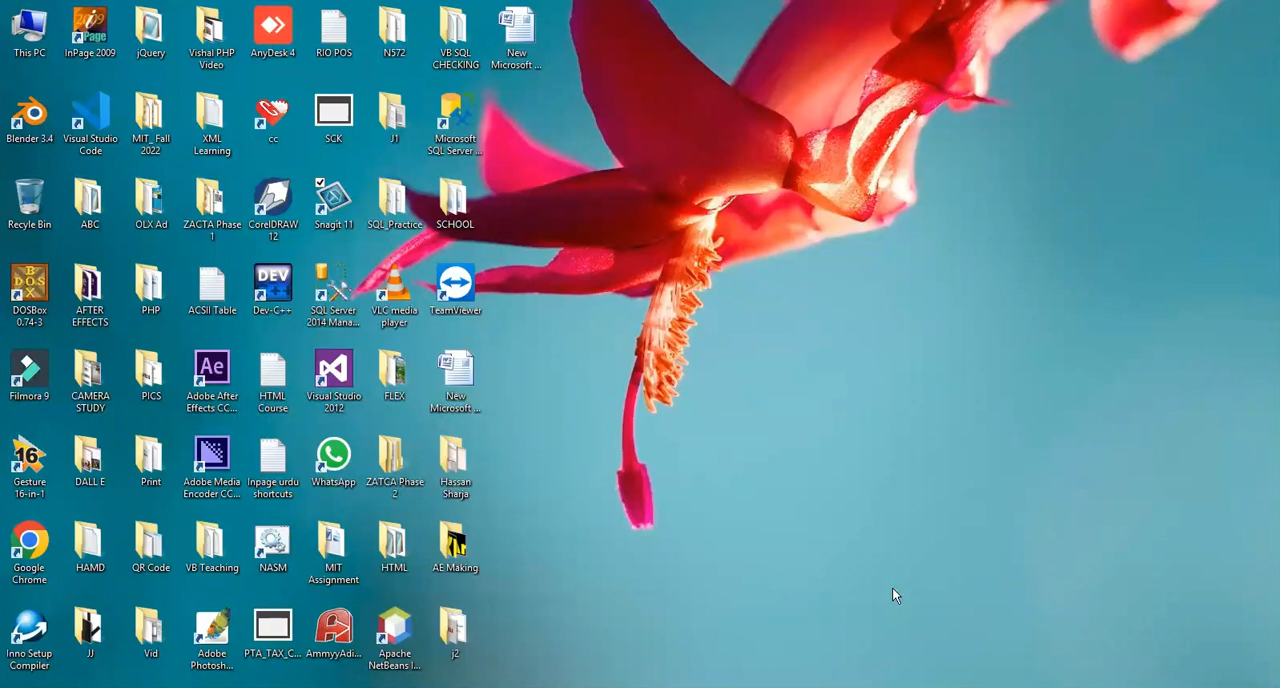 This PC
InPage 2009
jQuery
Vishal PHP
Video
AnyDesk 4
RIO POS
N572
VB SQL
CHECKING
New
Microsoft ...
Blender 3.4
Visual Studio
Code
MIT_ Fall
2022
XML
Learning
cc
SCK
J1
Microsoft
SQL Server ...
Recycle Bin
ABC
OLX Ad
ZACTA Phase
1
CorelDRAW
12
Snagit 11
SQL_Practice
SCHOOL
DOSBox
0.74-3
AFTER
EFFECTS
PHP
ACSII Table
DEV
Dev-C++
SQL Server
2014 Mana...
VLC media
player
TeamViewer
Filmora 9
CAMERA
STUDY
PICS
Ae
Adobe After
Effects CC...
HTML
Course
Visual Studio
2012
FLEX
New
Microsoft ...
16
Gesture
16-in-1
DALL E
Print
Adobe Media
Encoder CC...
Inpage urdu
shortcuts
WhatsApp
ZATCA Phase
2
Hassan
Sharja
Google
Chrome
HAMD
QR Code
VB Teaching
NASM
MIT
Assignment
HTML
AE Making
Inno Setup
Compiler
JJ
Vid
Adobe
Photosh...
PTA_TAX_C...
AmmyyAdi...
Apache
NetBeans I...
j2